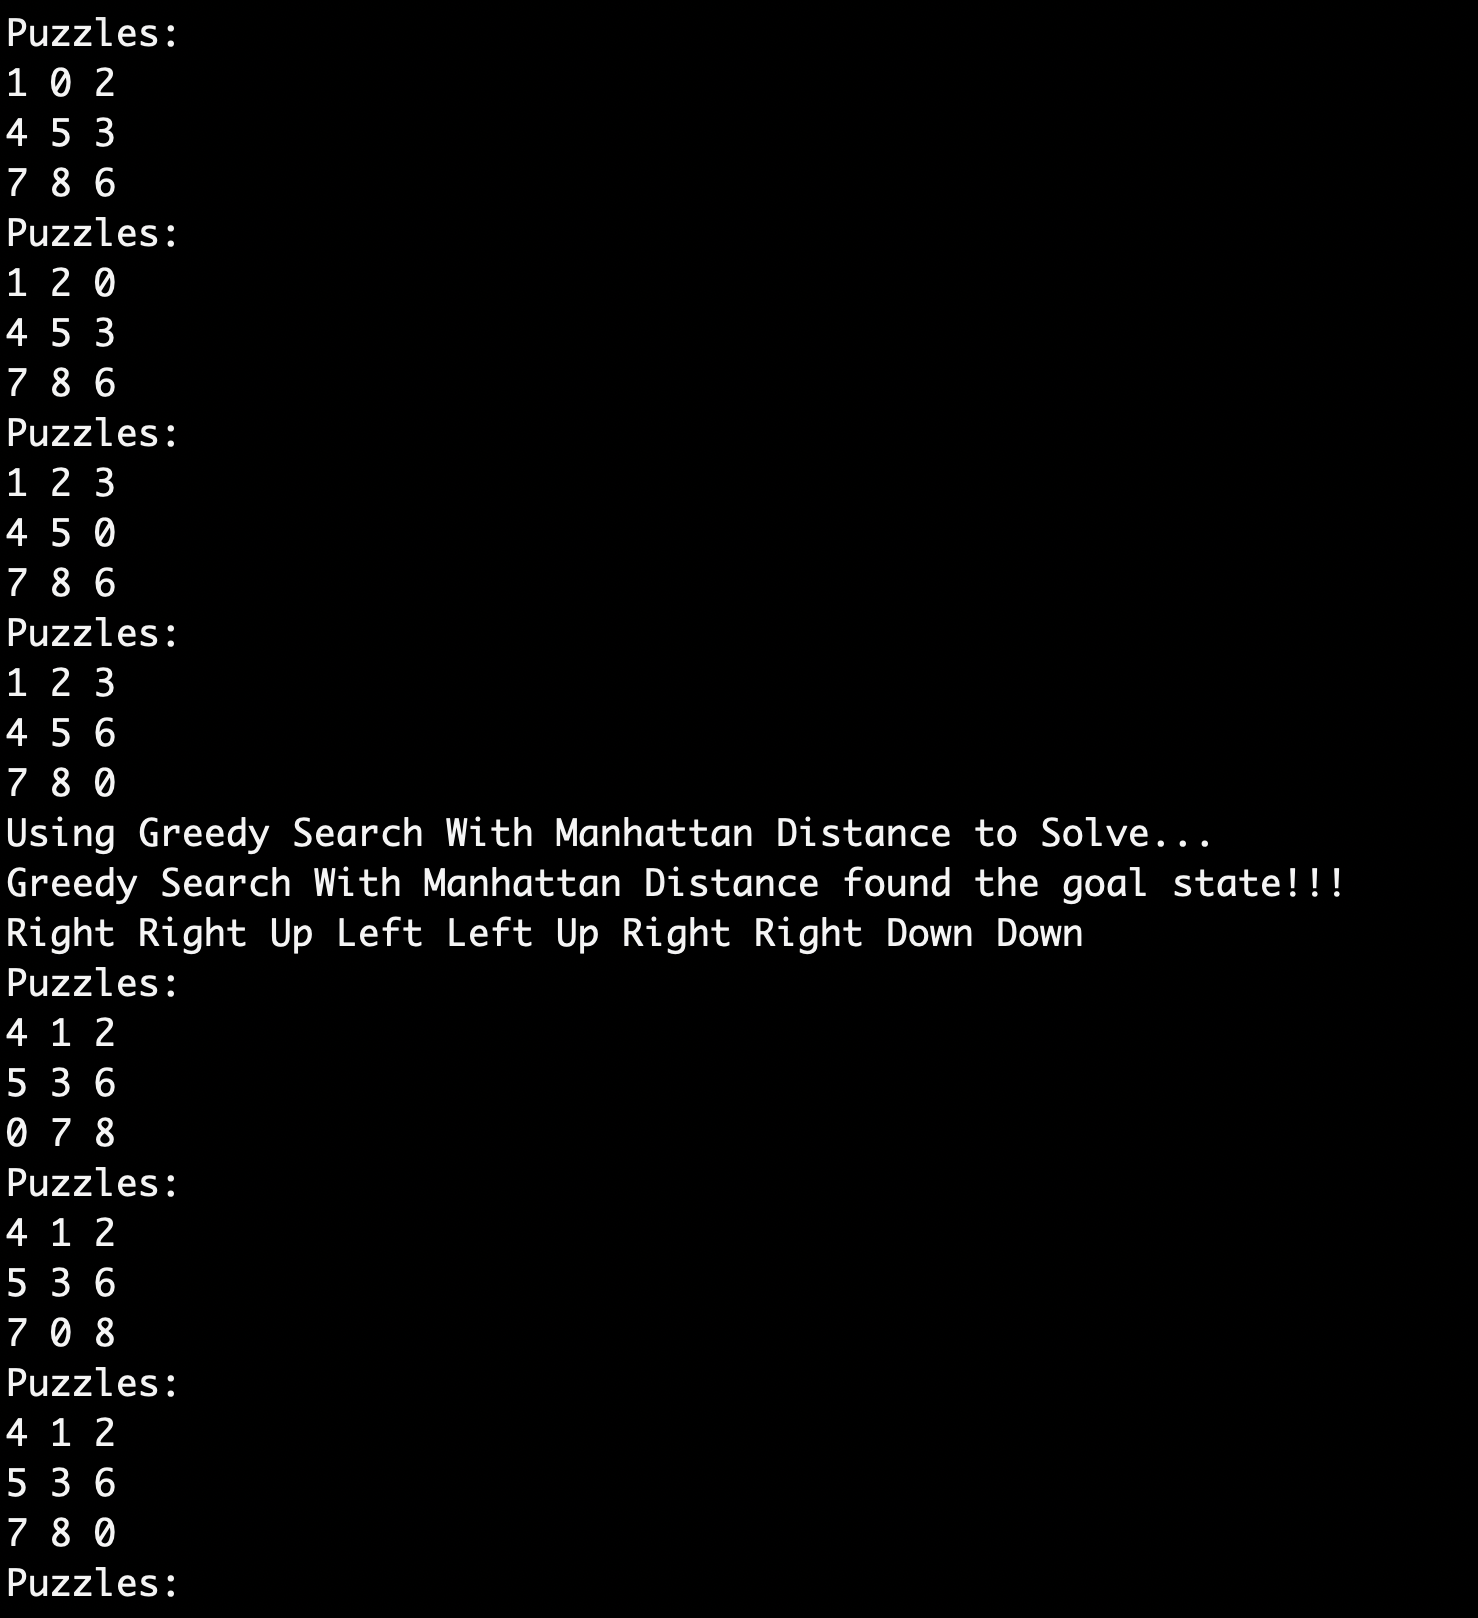 Puzzles:
1 0 2
4 5 3
7 8 6
Puzzles:
1 2 0
4 5 3
7 8 6
Puzzles:
1 2 3
4 5 0
7 8 6
Puzzles:
1 2 3
4 5 6
7 8 0
Using Greedy Search With Manhattan Distance to Solve...
Greedy Search With Manhattan Distance found the goal state!!!
Right Right Up Left Left Up Right Right Down Down
Puzzles:
4 1 2
5 3 6
0 7 8
Puzzles:
4 1 2
5 3 6
7 0 8
Puzzles:
4 1 2
5 3 6
7 8 0
Puzzles: